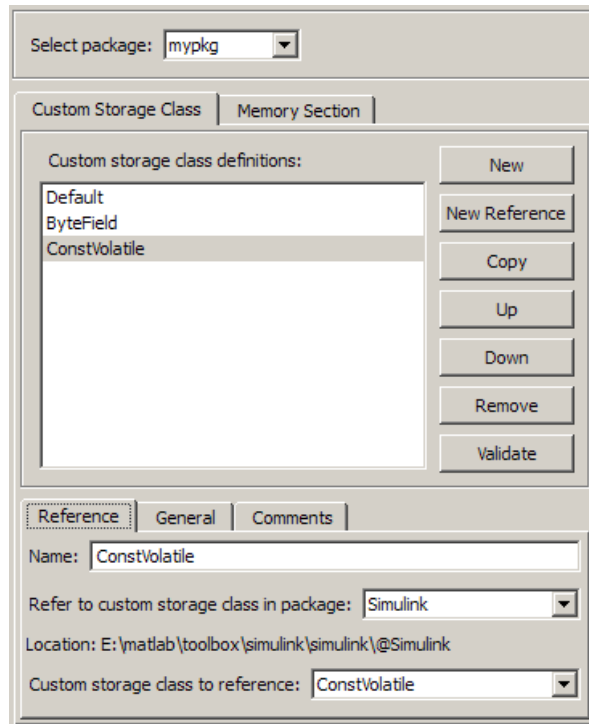 Select package: mypkg
Custom Storage Class Memory Section
Custom storage class definitions:
Default
ByteField
ConstVolatile
New
New Reference
Copy
Up
Down
Remove
Validate
Reference General Comments
Name: ConstVolatile
Refer to custom storage class in package: Simulink
Location: E:\matlab\toolbox\simulink\simulink\@Simulink
Custom storage class to reference: ConstVolatile